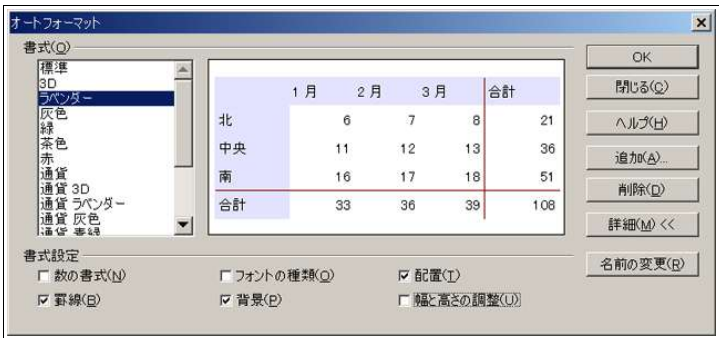 オートフォーマット
書式(O)
標準
3D
ラベンダー
灰色
緑
茶色
赤
通貨
通貨 3D
通貨 ラベンダー
通貨 灰色
通貨 青緑
1月 2月 3月 合計
北 6 7 8 21
中央 11 12 13 36
南 16 17 18 51
合計 33 36 39 108
OK
閉じる(C)
ヘルプ(H)
追加(A)...
削除(D)
詳細(M) <<
名前の変更(R)
書式設定
数の書式(N) フォントの種類(O) 配置(T)
罫線(B) 背景(P) 幅と高さの調整(U)